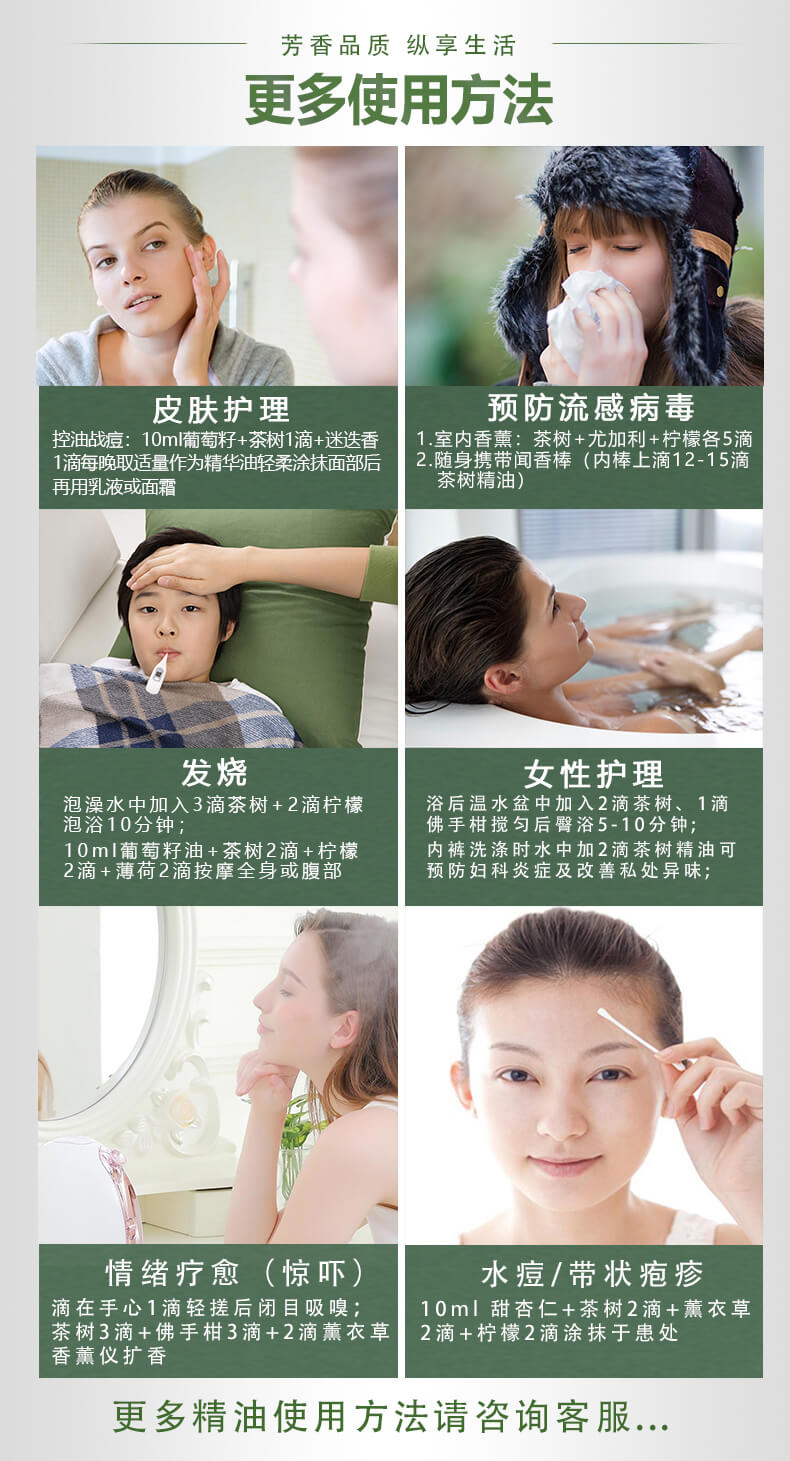 芳香品质 纵享生活
更多使用方法
皮肤护理
控油战痘：10ml葡萄籽+茶树1滴+迷迭香
1滴每晚取适量作为精华油轻柔涂抹面部后
再用乳液或面霜
预防流感病毒
1.室内香薰：茶树+尤加利+柠檬各5滴
2.随身携带闻香棒（内棒上滴12-15滴
茶树精油）
发烧
泡澡水中加入3滴茶树+2滴柠檬
泡浴10分钟；
10ml葡萄籽油+茶树2滴+柠檬
2滴+薄荷2滴按摩全身或腹部
女性护理
浴后温水盆中加入2滴茶树、1滴
佛手柑搅匀后臀浴5-10分钟；
内裤洗涤时水中加2滴茶树精油可
预防妇科炎症及改善私处异味；
情绪疗愈（惊吓）
滴在手心1滴轻搓后闭目吸嗅；
茶树3滴+佛手柑3滴+2滴薰衣草
香薰仪扩香
水痘/带状疱疹
10ml 甜杏仁+茶树2滴+薰衣草
2滴+柠檬2滴涂抹于患处
更多精油使用方法请咨询客服...